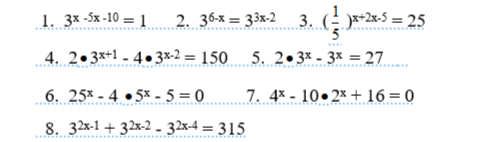 1. 3ˣ ⁻⁵ˣ ⁻¹⁰ = 1 2. 3⁶⁻ˣ = 3³ˣ⁻² 3. (1/5)ˣ⁺²ˣ⁻⁵ = 25
4. 2•3ˣ⁺¹ - 4•3ˣ⁻² = 150 5. 2•3ˣ - 3ˣ = 27
6. 25ˣ - 4 •5ˣ - 5 = 0 7. 4ˣ - 10•2ˣ + 16 = 0
8. 3²ˣ⁻¹ + 3²ˣ⁻² - 3²ˣ⁻⁴ = 315